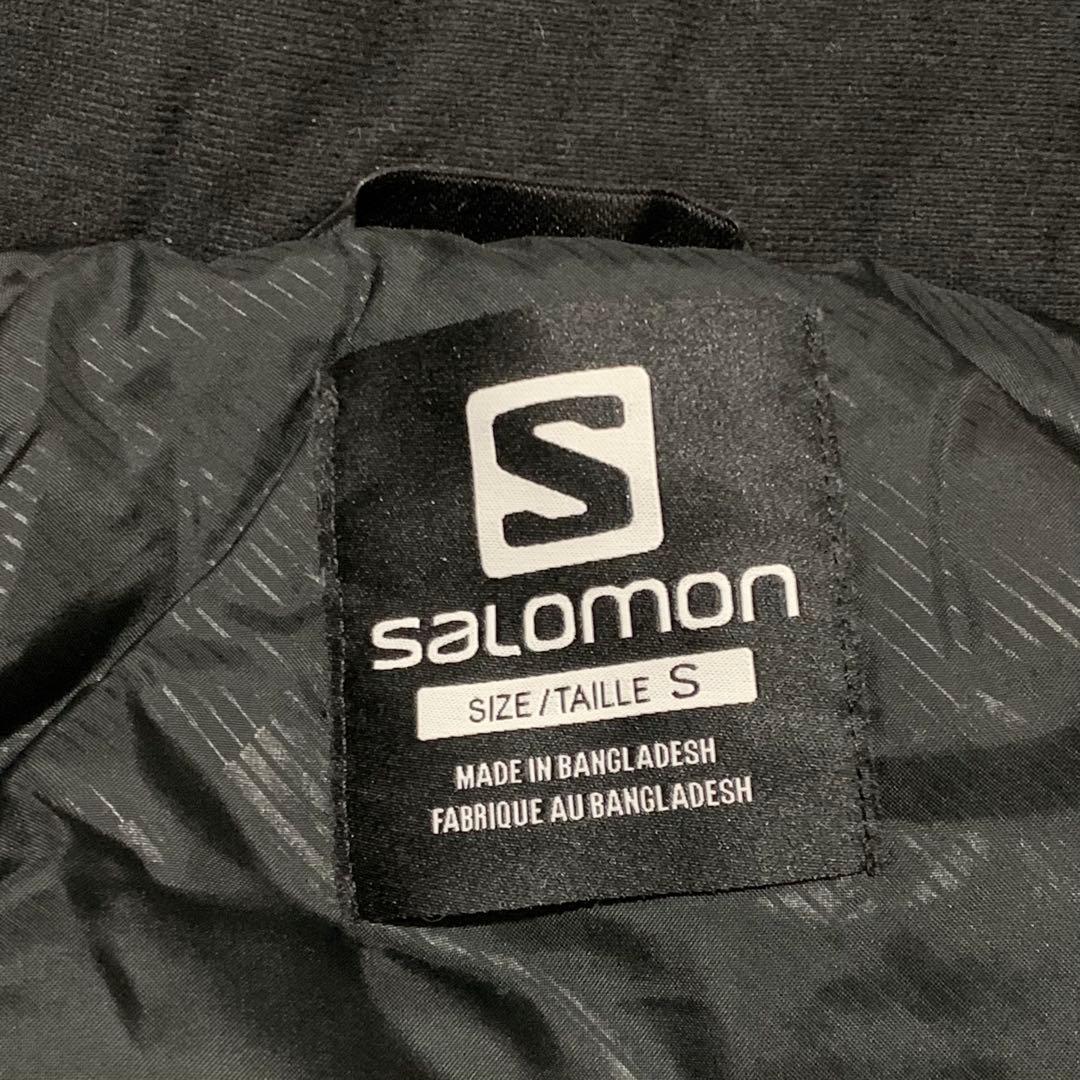 S
SALOMON
SIZE/TAILLE S
MADE IN BANGLADESH
FABRIQUE AU BANGLADESH